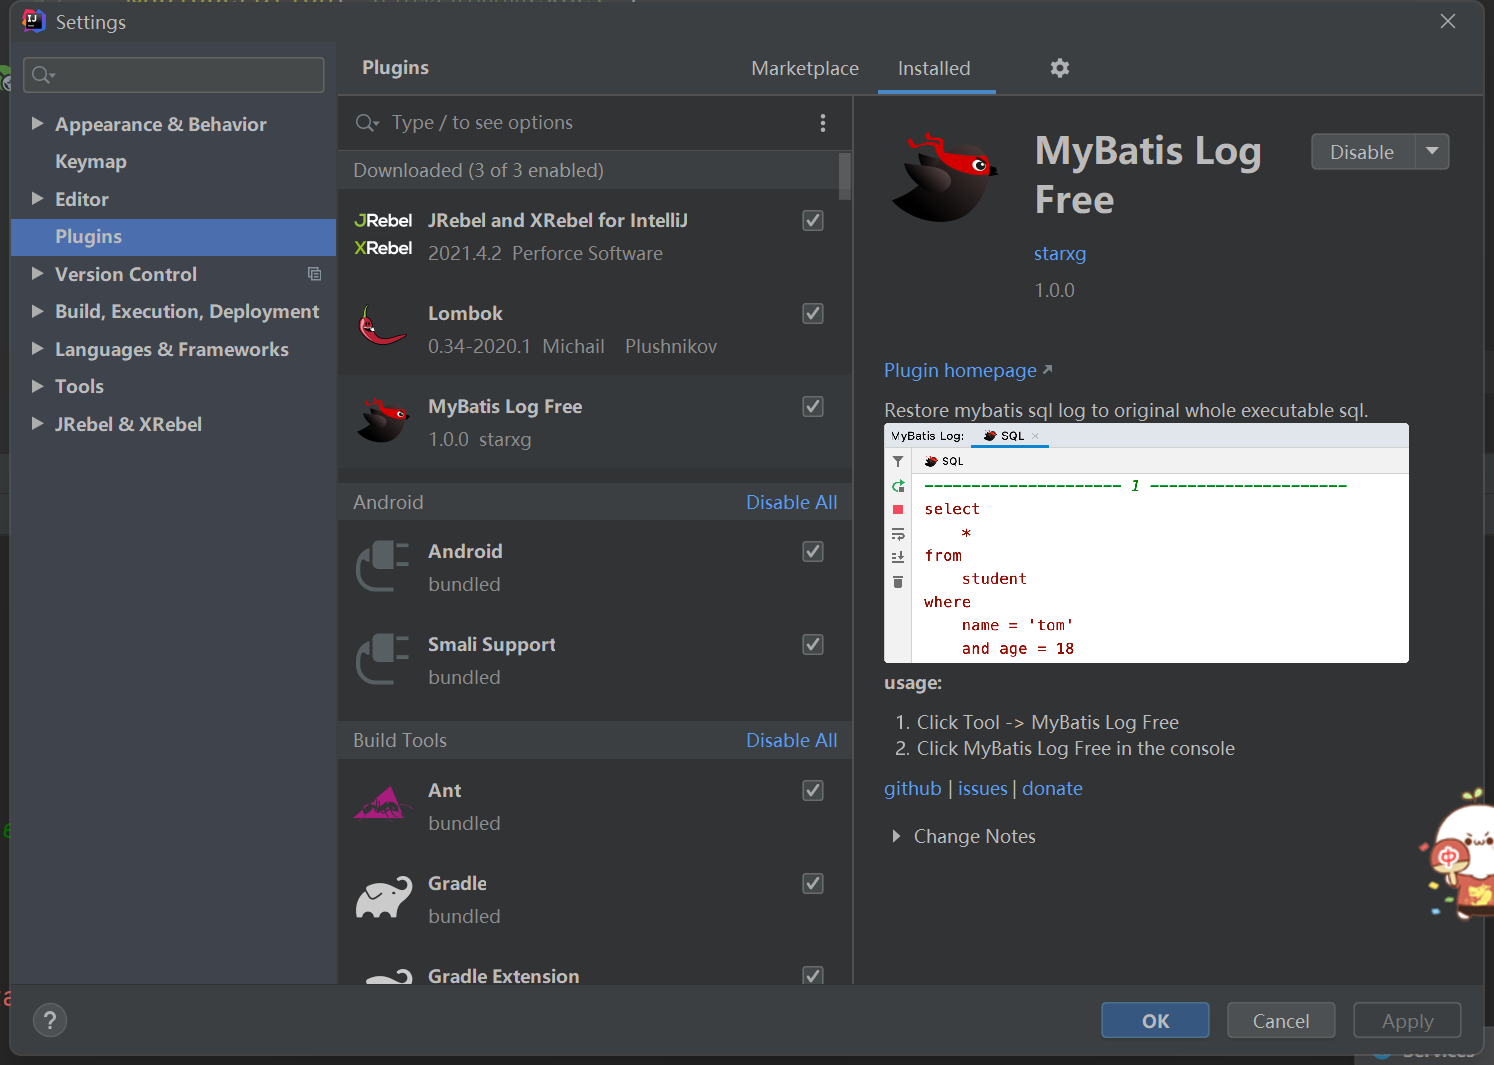 Settings
Appearance & Behavior
Keymap
Editor
Plugins
Version Control
Build, Execution, Deployment
Languages & Frameworks
Tools
JRebel & XRebel
Plugins
Marketplace
Installed
Type / to see options
Downloaded (3 of 3 enabled)
JRebel
XRebel
JRebel and XRebel for IntelliJ
2021.4.2 Perforce Software
Lombok
0.34-2020.1 Michail Plushnikov
MyBatis Log Free
1.0.0 starxg
Android
Disable All
Android
bundled
Smali Support
bundled
Build Tools
Disable All
Ant
bundled
Gradle
bundled
Gradle Extension
MyBatis Log
Free
Disable
starxg
1.0.0
Plugin homepage
Restore mybatis sql log to original whole executable sql.
MyBatis Log:
SQL
SQL
--------------------- 1 ---------------------
select
*
from
student
where
name = 'tom'
and age = 18
usage:
1. Click Tool -> MyBatis Log Free
2. Click MyBatis Log Free in the console
github | issues | donate
Change Notes
中
?
OK
Cancel
Apply
Services